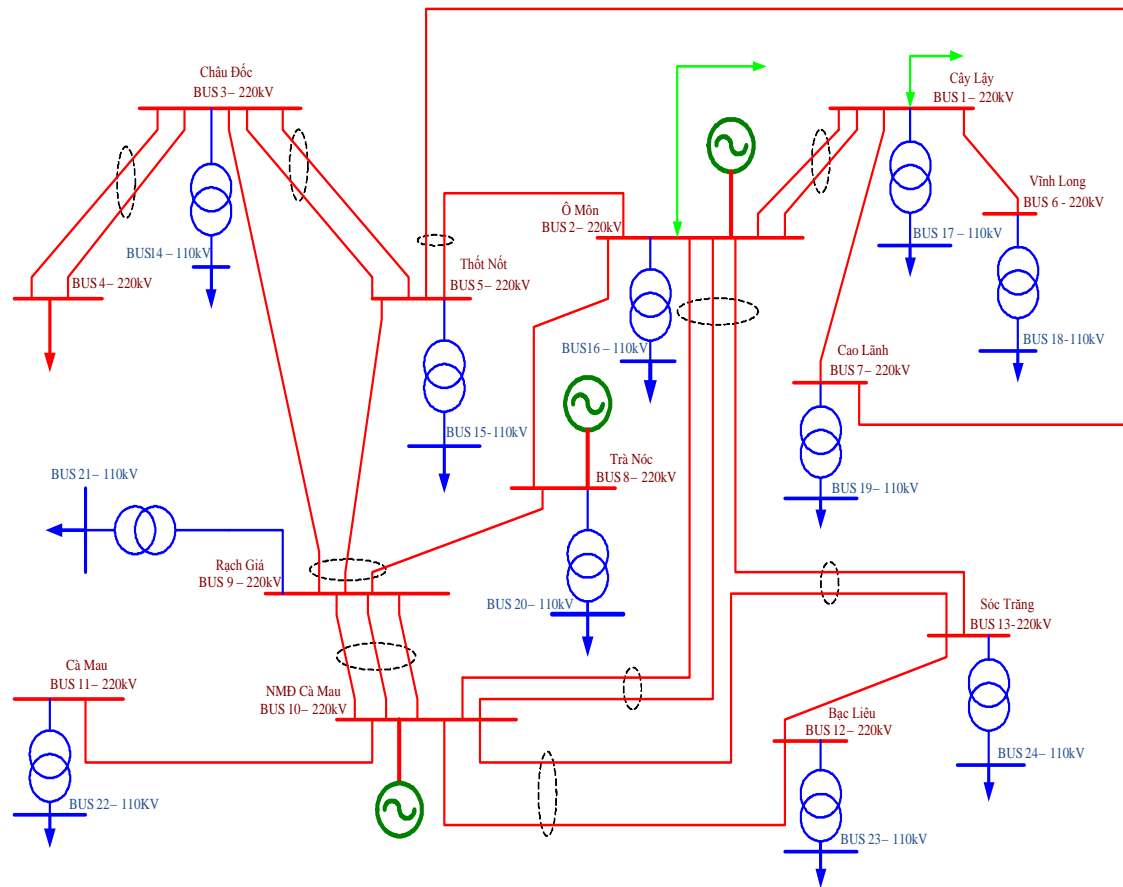 Châu Đốc
BUS 3– 220kV
Cây Lậy
BUS 1– 220kV
Vĩnh Long
BUS 6 - 220kV
Ô Môn
BUS 2– 220kV
BUS 17 – 110kV
BUS14 – 110kV
BUS 4– 220kV
Thốt Nốt
BUS 5– 220kV
BUS16 – 110kV
BUS 18-110kV
Cao Lãnh
BUS 7– 220kV
BUS 15-110kV
Trà Nóc
BUS 8– 220kV
BUS 21– 110kV
BUS 19– 110kV
Rạch Giá
BUS 9 – 220kV
BUS 20– 110kV
Sóc Trăng
BUS 13-220kV
Cà Mau
BUS 11– 220kV
NMĐ Cà Mau
BUS 10– 220kV
Bạc Liêu
BUS 12– 220kV
BUS 24– 110kV
BUS 22– 110KV
BUS 23– 110kV